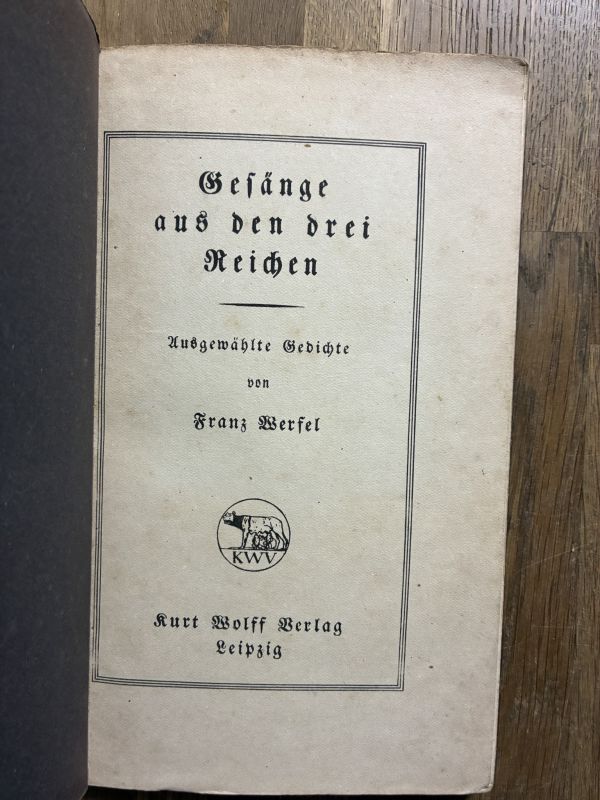 Gesänge
aus den drei
Reichen
Ausgewählte Gedichte
von
Franz Werfel
KWV
Kurt Wolff Verlag
Leipzig